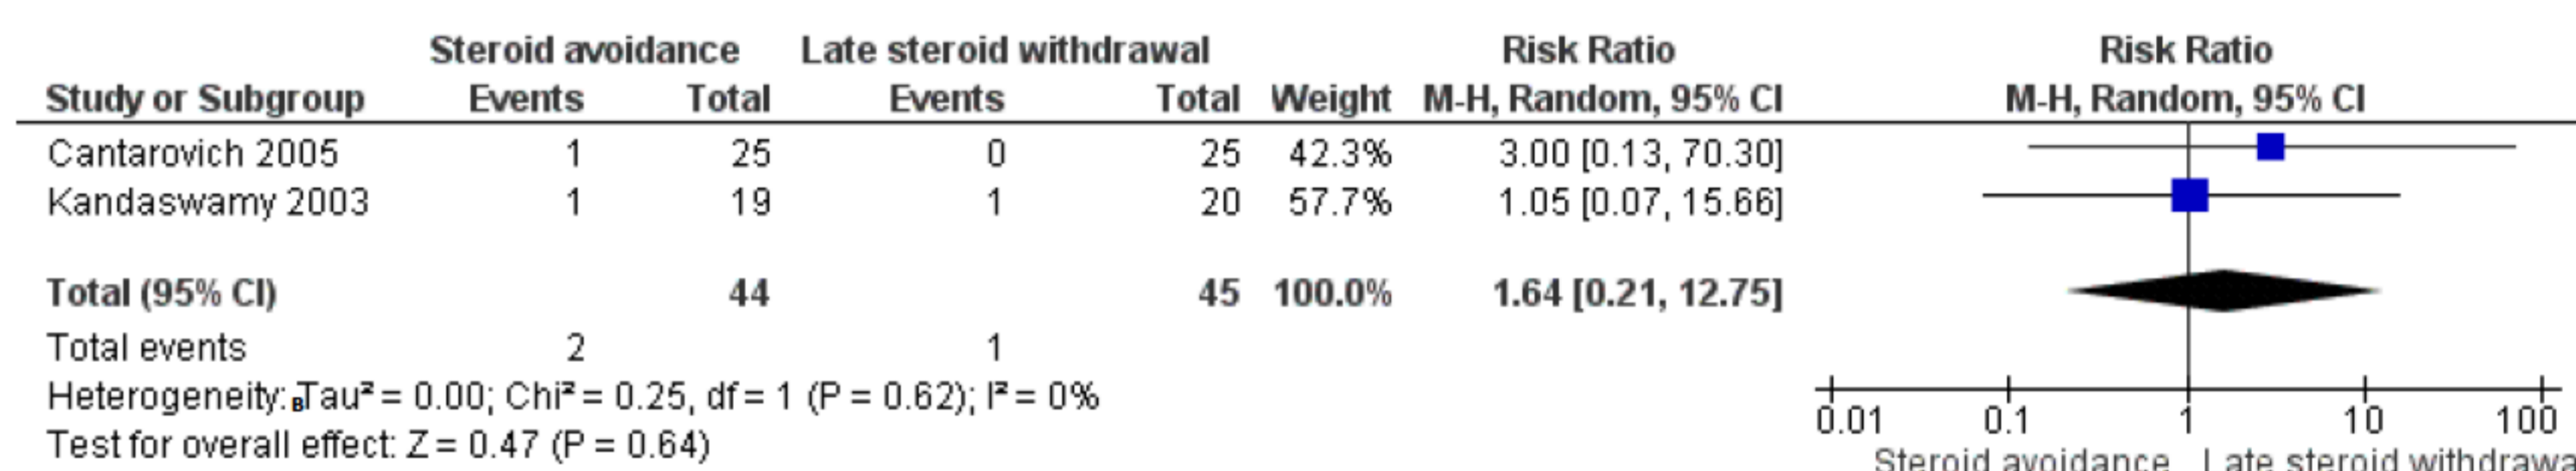 Steroid avoidance Late steroid withdrawal Risk Ratio Risk Ratio
Study or Subgroup Events Total Events Total Weight M-H, Random, 95% CI M-H, Random, 95% CI
Cantarovich 2005 1 25 0 25 42.3% 3.00 [0.13, 70.30]
Kandaswamy 2003 1 19 1 20 57.7% 1.05 [0.07, 15.66]
Total (95% CI) 44 45 100.0% 1.64 [0.21, 12.75]
Total events 2 1
Heterogeneity: B Tau² = 0.00; Chi² = 0.25, df = 1 (P = 0.62); I² = 0%
Test for overall effect: Z = 0.47 (P = 0.64)
0.01 0.1 1 10 100
Steroid avoidance Late steroid